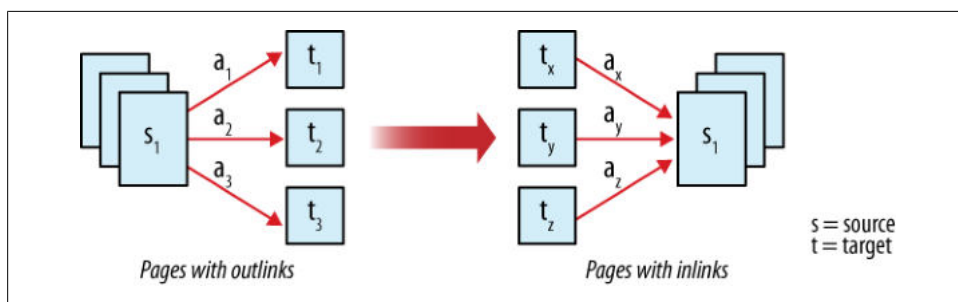 a1
t1
s1
a2
t2
a3
t3
Pages with outlinks
tx
ax
ty
ay
s1
tz
az
Pages with inlinks
s = source
t = target